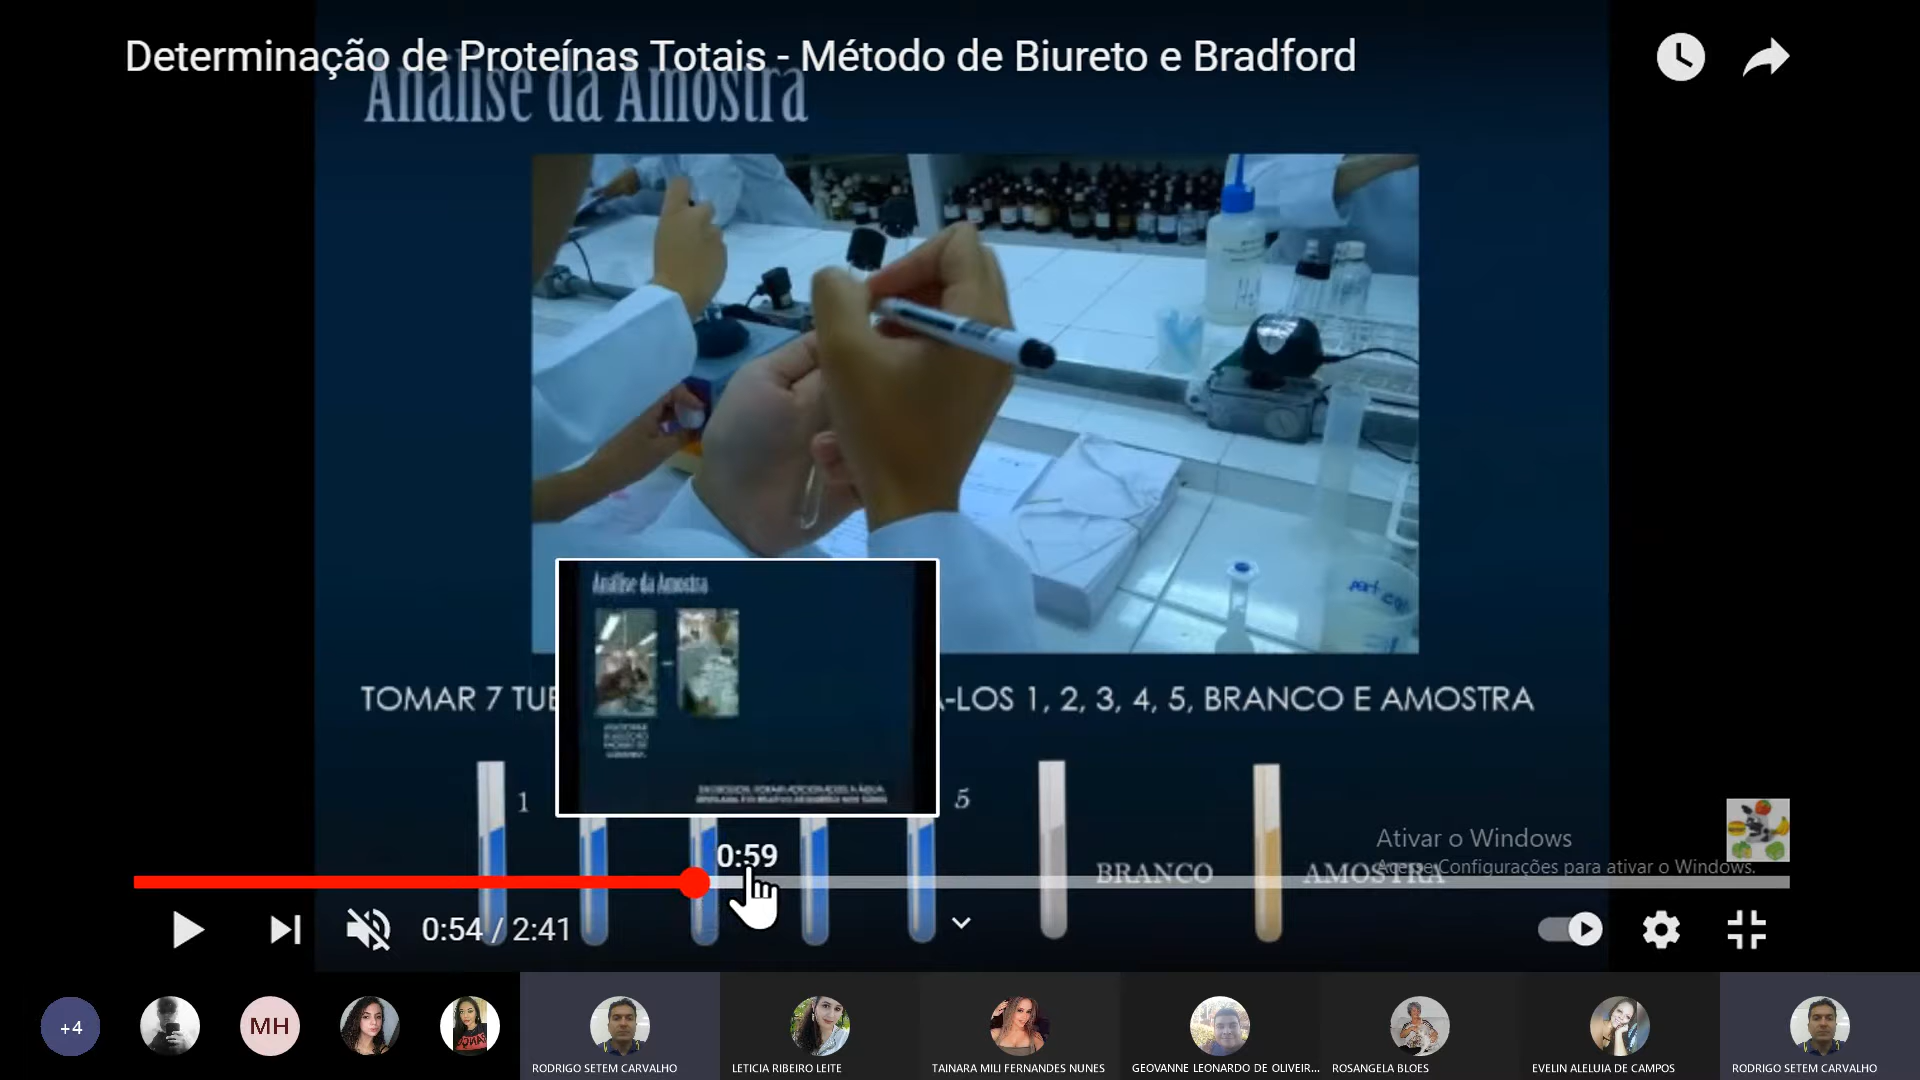 Determinação de Proteínas Totais - Método de Biureto e Bradford
Análise da Amostra
Análise da Amostra
TOMAR 7 TUB
-LOS 1, 2, 3, 4, 5, BRANCO E AMOSTRA
1
5
0:59
BRANCO
AMOSTRA
Ativar o Windows
Acesse Configurações para ativar o Windows.
0:54 / 2:41
+4
MH
RODRIGO SETEM CARVALHO
LETICIA RIBEIRO LEITE
TAINARA MILI FERNANDES NUNES
GEOVANNE LEONARDO DE OLIVEIR...
ROSANGELA BLOES
EVELIN ALELUIA DE CAMPOS
RODRIGO SETEM CARVALHO